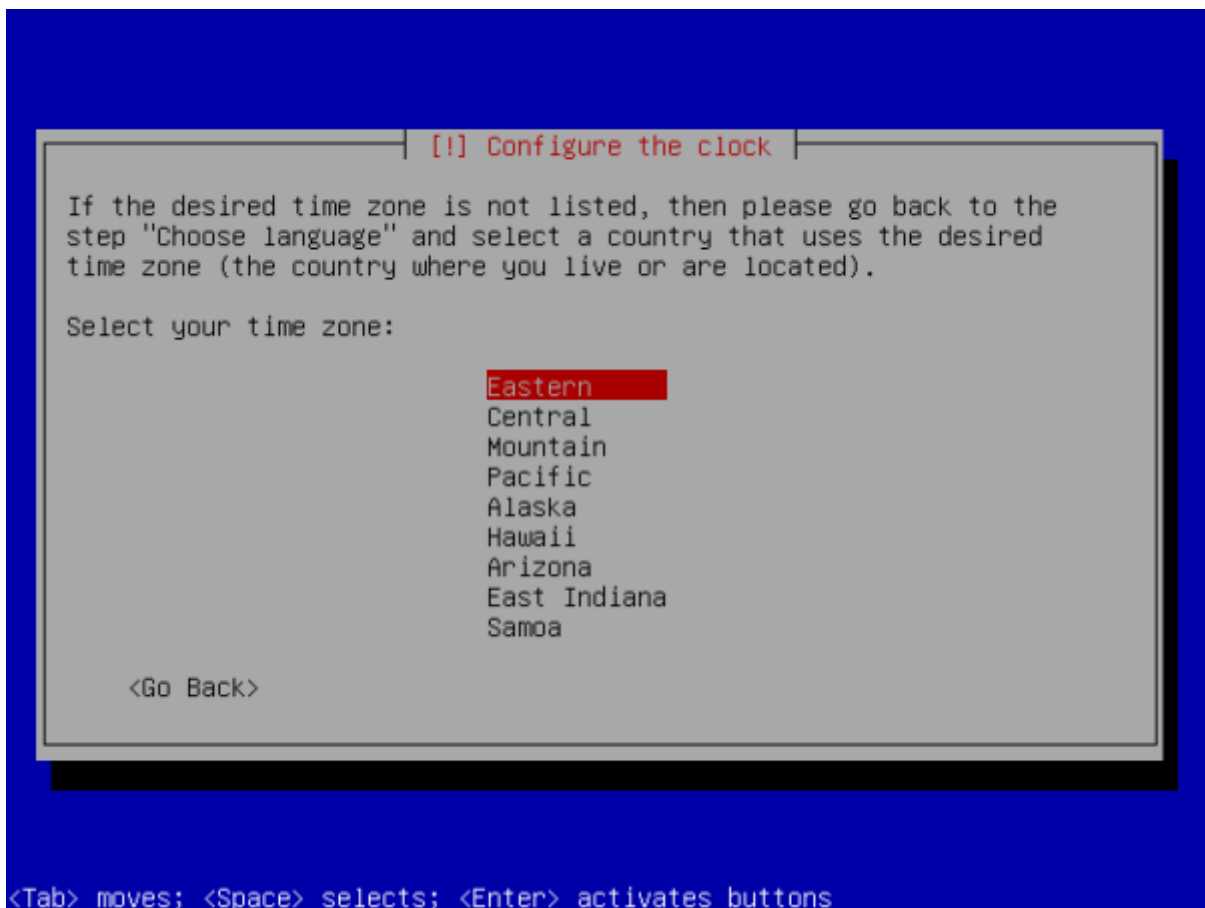 [!] Configure the clock
If the desired time zone is not listed, then please go back to the
step "Choose language" and select a country that uses the desired
time zone (the country where you live or are located).
Select your time zone:
Eastern
Central
Mountain
Pacific
Alaska
Hawaii
Arizona
East Indiana
Samoa
<Go Back>
<Tab> moves; <Space> selects; <Enter> activates buttons